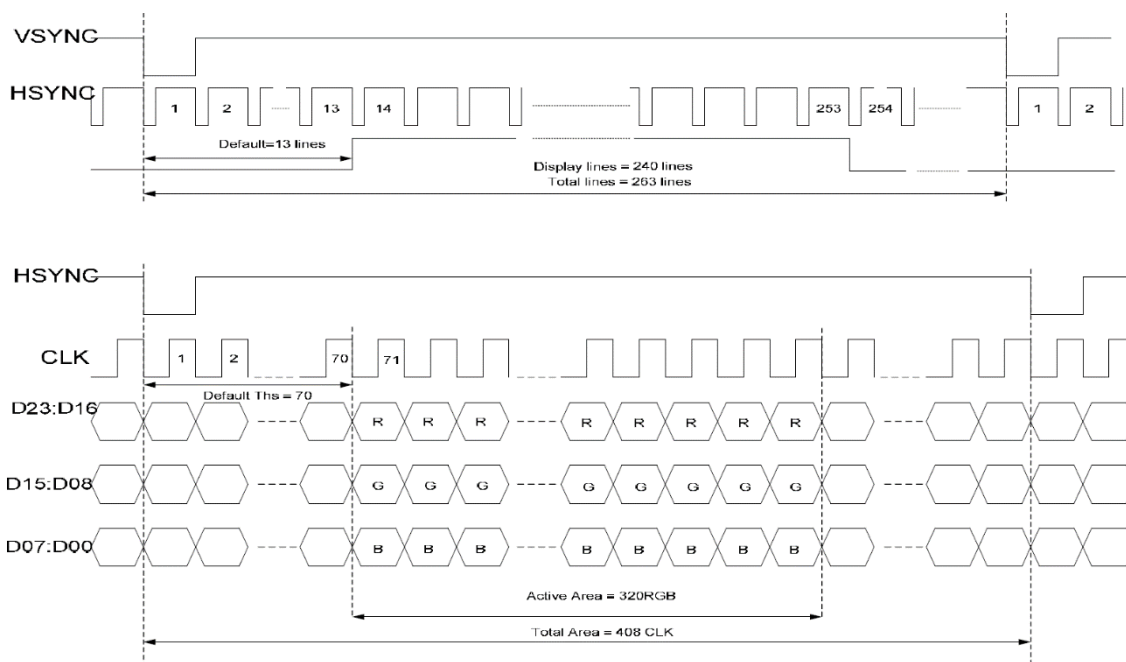 VSYNC
HSYNC
1 2 13 14 253 254 1 2
Default=13 lines
Display lines = 240 lines
Total lines = 263 lines
HSYNC
CLK
1 2 70 71
Default Ths = 70
D23:D16
R R R R R R R R
D15:D08
G G G G G G G G
D07:D00
B B B B B B B B
Active Area = 320RGB
Total Area = 408 CLK